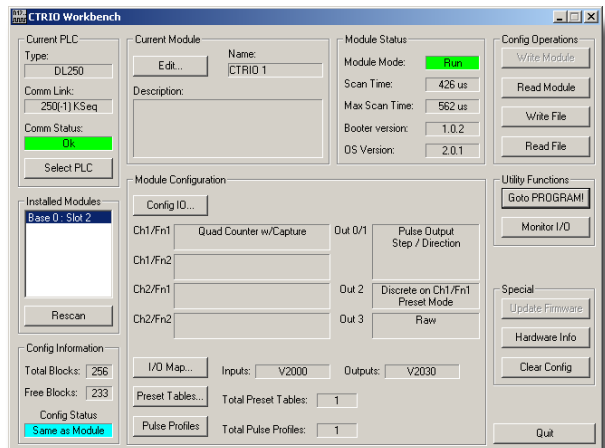 CTRIO Workbench
Current PLC
Type:
DL250
Comm Link:
250(-1) KSeq
Comm Status:
Ok
Select PLC
Current Module
Edit...
Name:
CTRIO 1
Description:
Module Status
Module Mode: Run
Scan Time: 426 us
Max Scan Time: 562 us
Booter version: 1.0.2
OS Version: 2.0.1
Config Operations
Write Module
Read Module
Write File
Read File
Installed Modules
Base 0 : Slot 2
Rescan
Module Configuration
Config IO...
Ch1/Fn1 Quad Counter w/Capture
Ch1/Fn2
Ch2/Fn1
Ch2/Fn2
Out 0/1 Pulse Output
Step / Direction
Out 2 Discrete on Ch1/Fn1
Preset Mode
Out 3 Raw
I/O Map... Inputs: V2000 Outputs: V2030
Preset Tables... Total Preset Tables: 1
Pulse Profiles Total Pulse Profiles: 1
Utility Functions
Goto PROGRAM!
Monitor I/O
Special
Update Firmware
Hardware Info
Clear Config
Config Information
Total Blocks: 256
Free Blocks: 233
Config Status
Same as Module
Quit